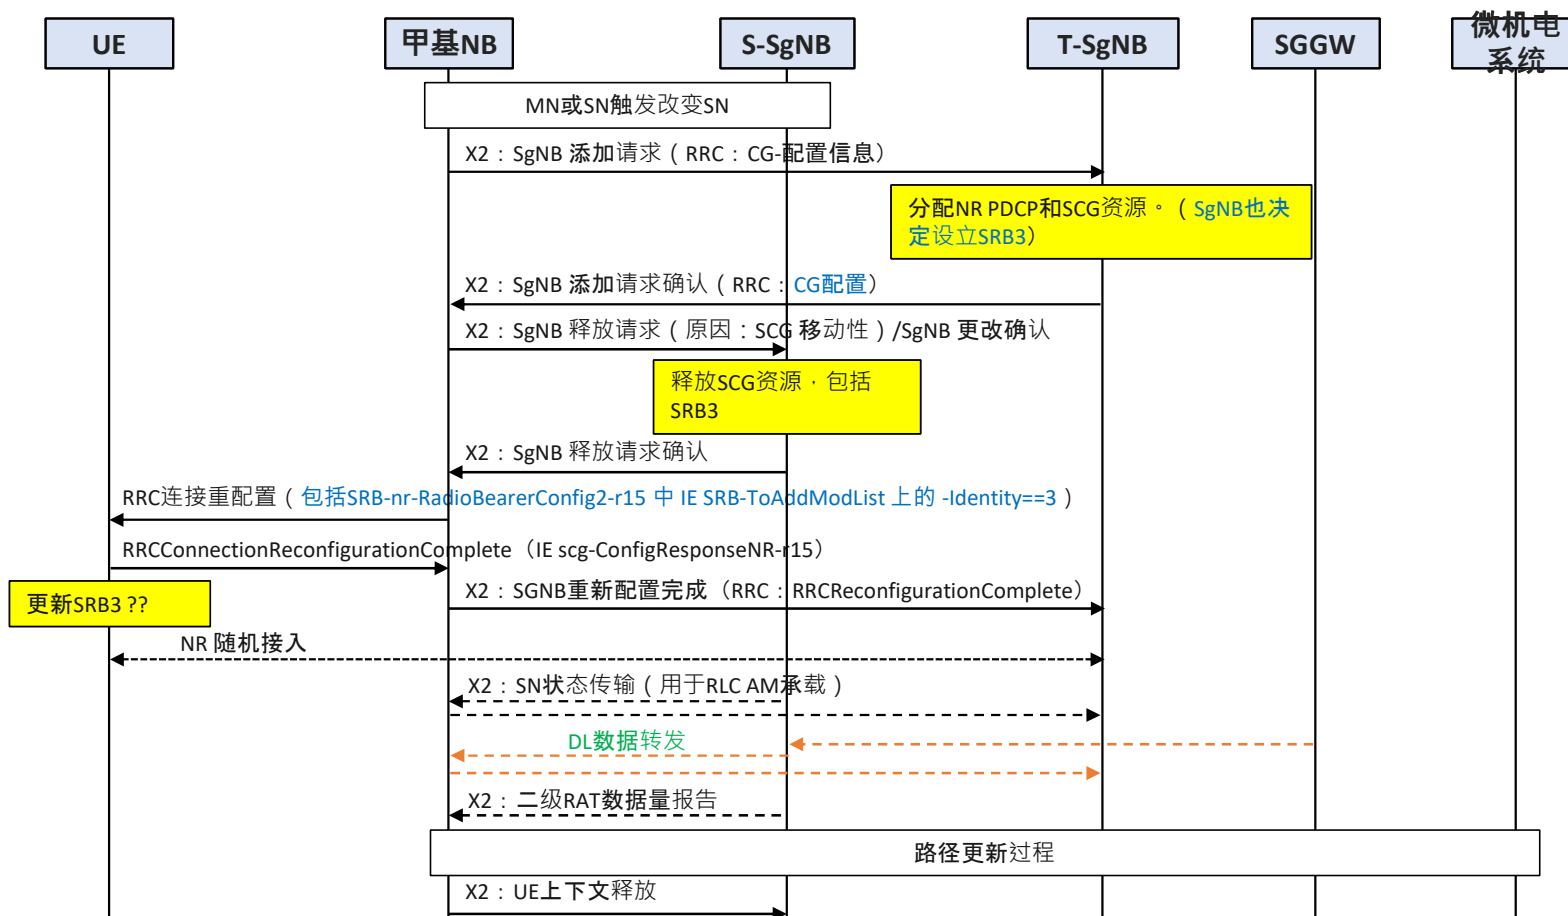 UE
甲基NB
S-SgNB
T-SgNB
SGGW
微机电
系统
MN或SN触发改变SN
X2：SgNB 添加请求（RRC：CG-配置信息）
分配NR PDCP和SCG资源。（SgNB也决
定设立SRB3）
X2：SgNB 添加请求确认（RRC：CG配置）
X2：SgNB 释放请求（原因：SCG 移动性）/SgNB 更改确认
释放SCG资源，包括
SRB3
X2：SgNB 释放请求确认
RRC连接重配置（包括SRB-nr-RadioBearerConfig2-r15 中 IE SRB-ToAddModList 上的 -Identity==3）
RRCConnectionReconfigurationComplete（IE scg-ConfigResponseNR-r15）
更新SRB3 ??
X2：SGNB重新配置完成（RRC：RRCReconfigurationComplete）
NR 随机接入
X2：SN状态传输（用于RLC AM承载）
DL数据转发
X2：二级RAT数据量报告
路径更新过程
X2：UE上下文释放